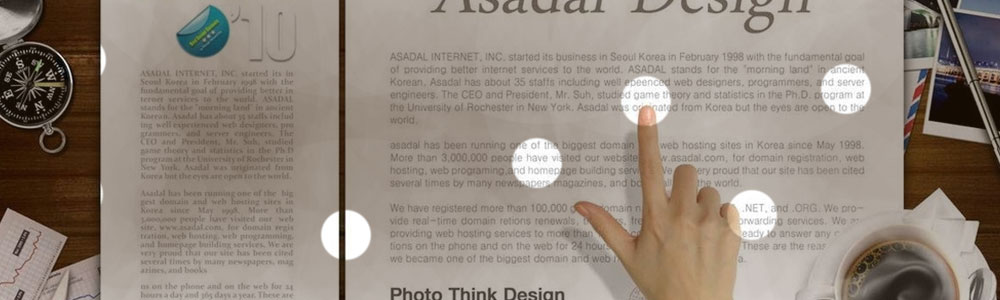 '10
ASADAL INTERNET, INC. started its in
Seoul Korea in February 1998 with the
fundamental goal of providing better in
ternet services to the world. ASADAL
stands for the "morning land" in ancient
Korean. Asadal has about 35 staffs includ
ing well experienced web designers, pro
grammers, and server engineers. The
CEO and President, Mr. Suh, studied
game theory and statistics in the Ph.D
program at the University of Rochester in
New York. Asadal was originated from
Korea but the eyes are open to the world.
Asadal has been running one of the big
gest domain and web hosting sites in
Korea since May 1998. More than
3,000,000 people have visited our web
site, www.asadal.com. for domain regis
tration, web hosting, web programming,
and homepage building services. We are
very proud that our site has been cited
several times by many newspapers, mag
azines, and books
ns on the phone and on the web for 24
hours a day and 365 days a year. These are
Asadal Design
ASADAL INTERNET, INC. started its business in Seoul Korea in February 1998 with the fundamental goal
of providing better internet services to the world. ASADAL stands for the "morning land" in ancient
Korean. Asadal has about 35 staffs including well epeenced web designers, programmers, and server
engineers. The CEO and President, Mr. Suh, studied game theory and statistics in the Ph.D. program at
the University of Rochester in New York. Asadal was originated from Korea but the eyes are open to the
world.
asadal has been running one of the biggest domain web hosting sites in Korea since May 1998.
More than 3,000,000 people have visited our website, www.asadal.com, for domain registration, web
hosting, web programing, and homepage building very proud that our site has been cited
several times by many newspapers magazines, and
We have registered more than 100,000 domain .NET, and .ORG. We pro-
vide real-time domain retions renewals, forwarding services. We
providing web hosting services to more than ready to answer any
tions on the phone and on the web for 24 hours These are the
we became one of the biggest domain and web
Photo Think Design